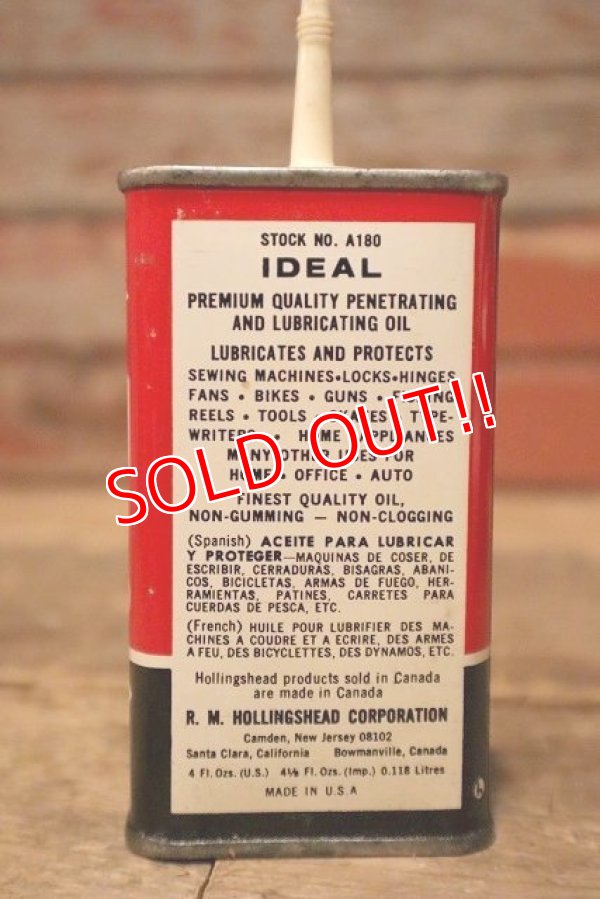 STOCK NO. A180
IDEAL
PREMIUM QUALITY PENETRATING
AND LUBRICATING OIL
LUBRICATES AND PROTECTS
SEWING MACHINES•LOCKS•HINGES
FANS • BIKES • GUNS • FISHING
REELS • TOOLS • SKATES • TYPE-
WRITERS • HOME APPLIANCES
MANY OTHER USES FOR
HOME • OFFICE • AUTO
FINEST QUALITY OIL,
NON-GUMMING — NON-CLOGGING
(Spanish) ACEITE PARA LUBRICAR
Y PROTEGER—MAQUINAS DE COSER, DE
ESCRIBIR, CERRADURAS, BISAGRAS, ABANI-
COS, BICICLETAS, ARMAS DE FUEGO, HER-
RAMIENTAS, PATINES, CARRETES PARA
CUERDAS DE PESCA, ETC.
(French) HUILE POUR LUBRIFIER DES MA-
CHINES A COUDRE ET A ECRIRE, DES ARMES
A FEU, DES BICYCLETTES, DES DYNAMOS, ETC.
Hollingshead products sold in Canada
are made in Canada
R. M. HOLLINGSHEAD CORPORATION
Camden, New Jersey 08102
Santa Clara, California Bowmanville, Canada
4 Fl. Ozs. (U.S.) 4⅛ Fl. Ozs. (Imp.) 0.118 Litres
MADE IN U.S.A
SOLD OUT!!